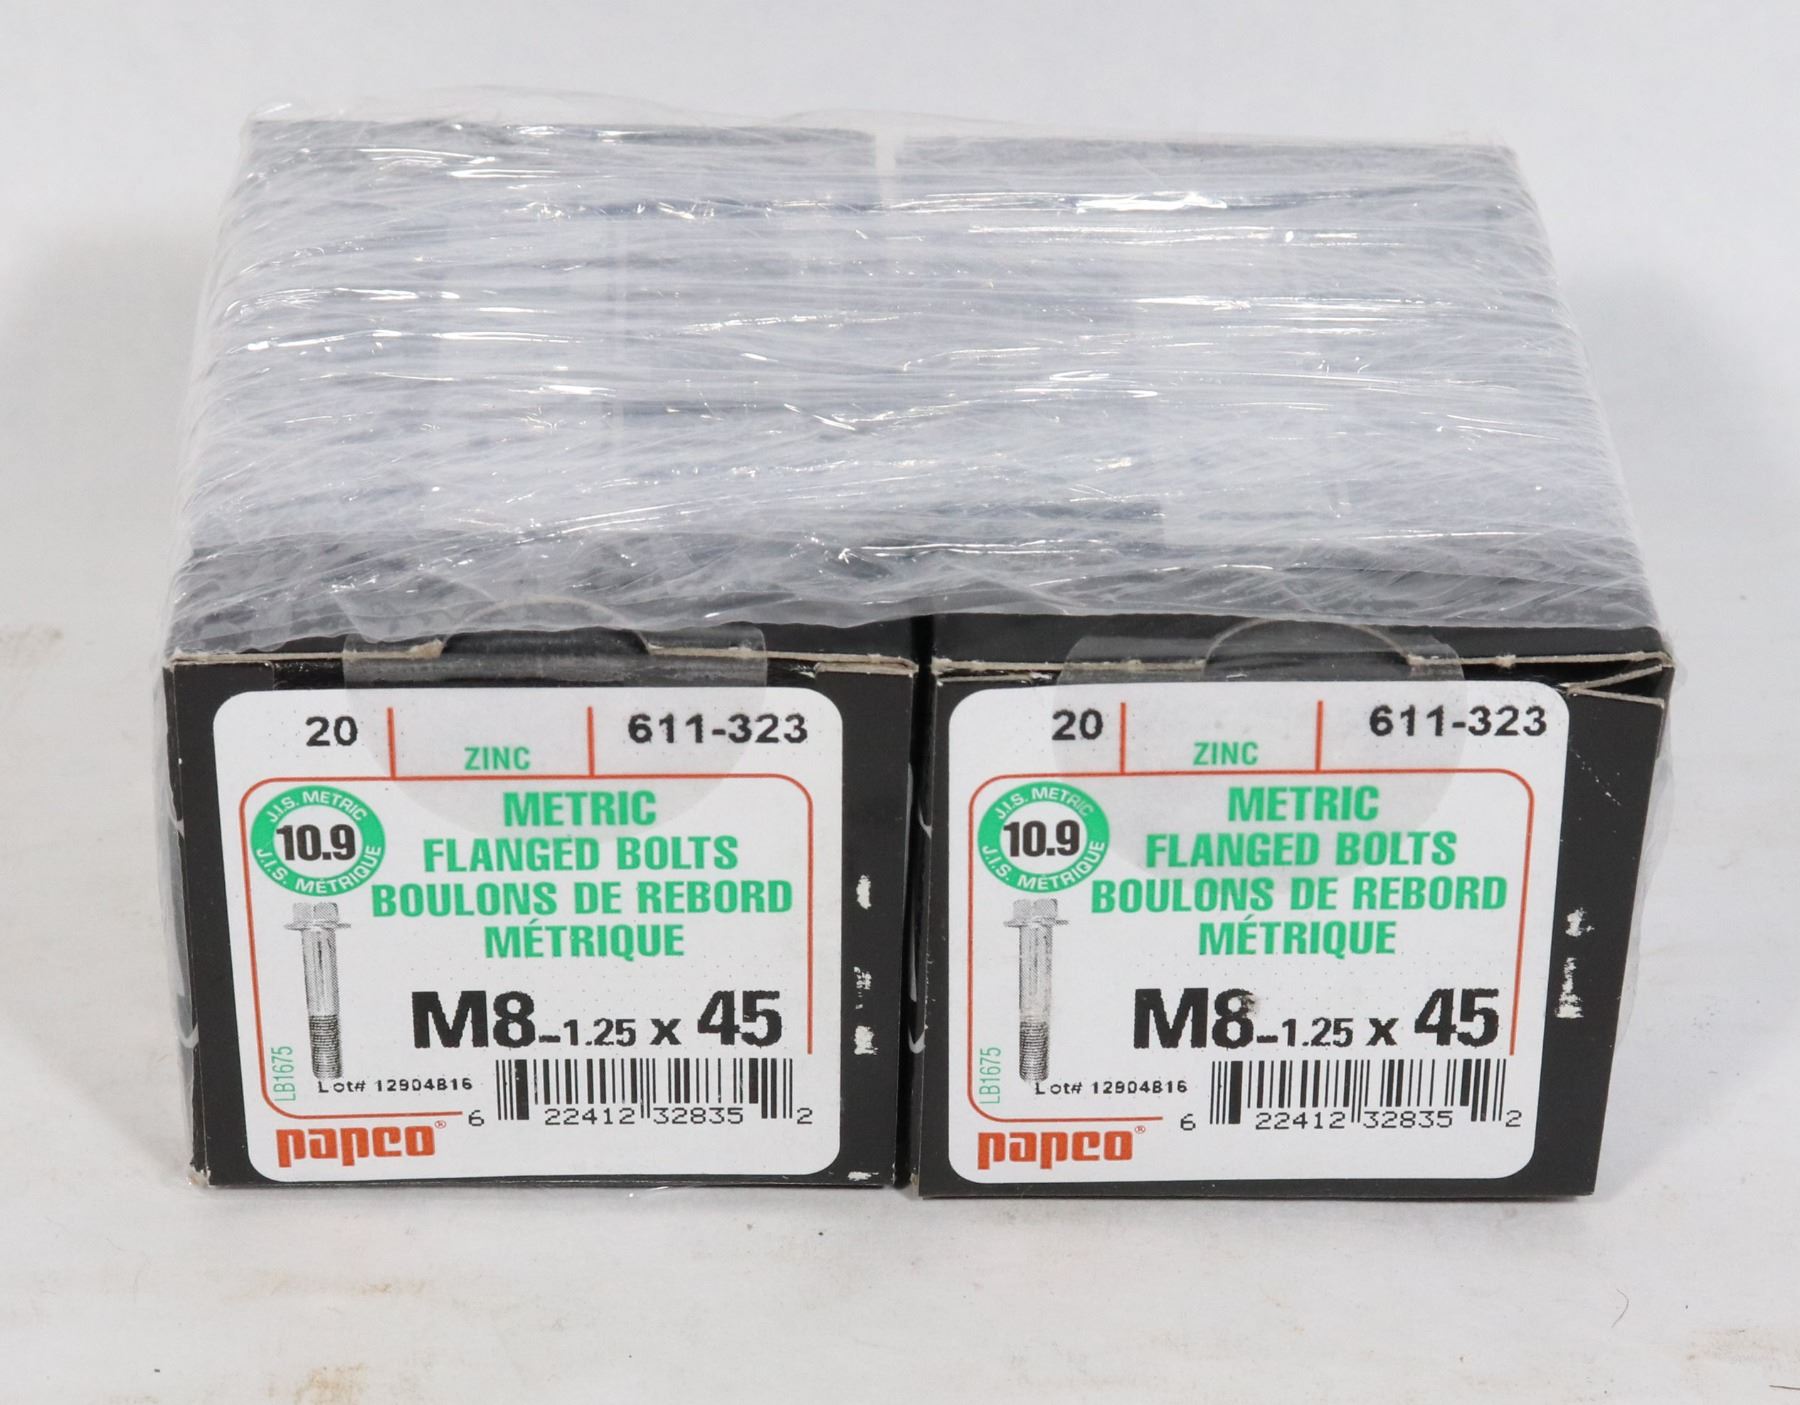 20 ZINC 611-323
J.I.S. METRIC
10.9
J.I.S. MÉTRIQUE
METRIC
FLANGED BOLTS
BOULONS DE REBORD
MÉTRIQUE
M8-1.25 x 45
LB1675
Lot# 12904816
6 22412 32835 2
papco®
20 ZINC 611-323
J.I.S. METRIC
10.9
J.I.S. MÉTRIQUE
METRIC
FLANGED BOLTS
BOULONS DE REBORD
MÉTRIQUE
M8-1.25 x 45
LB1675
Lot# 12904816
6 22412 32835 2
papco®